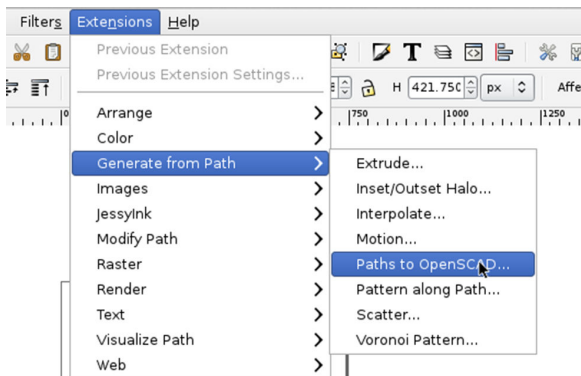 Filters Extensions Help
Previous Extension
Previous Extension Settings...
H 421.750 px Affe
750 1000 1250
Arrange
Color
Generate from Path
Images
JessyInk
Modify Path
Raster
Render
Text
Visualize Path
Web
Extrude...
Inset/Outset Halo...
Interpolate...
Motion...
Paths to OpenSCAD...
Pattern along Path...
Scatter...
Voronoi Pattern...